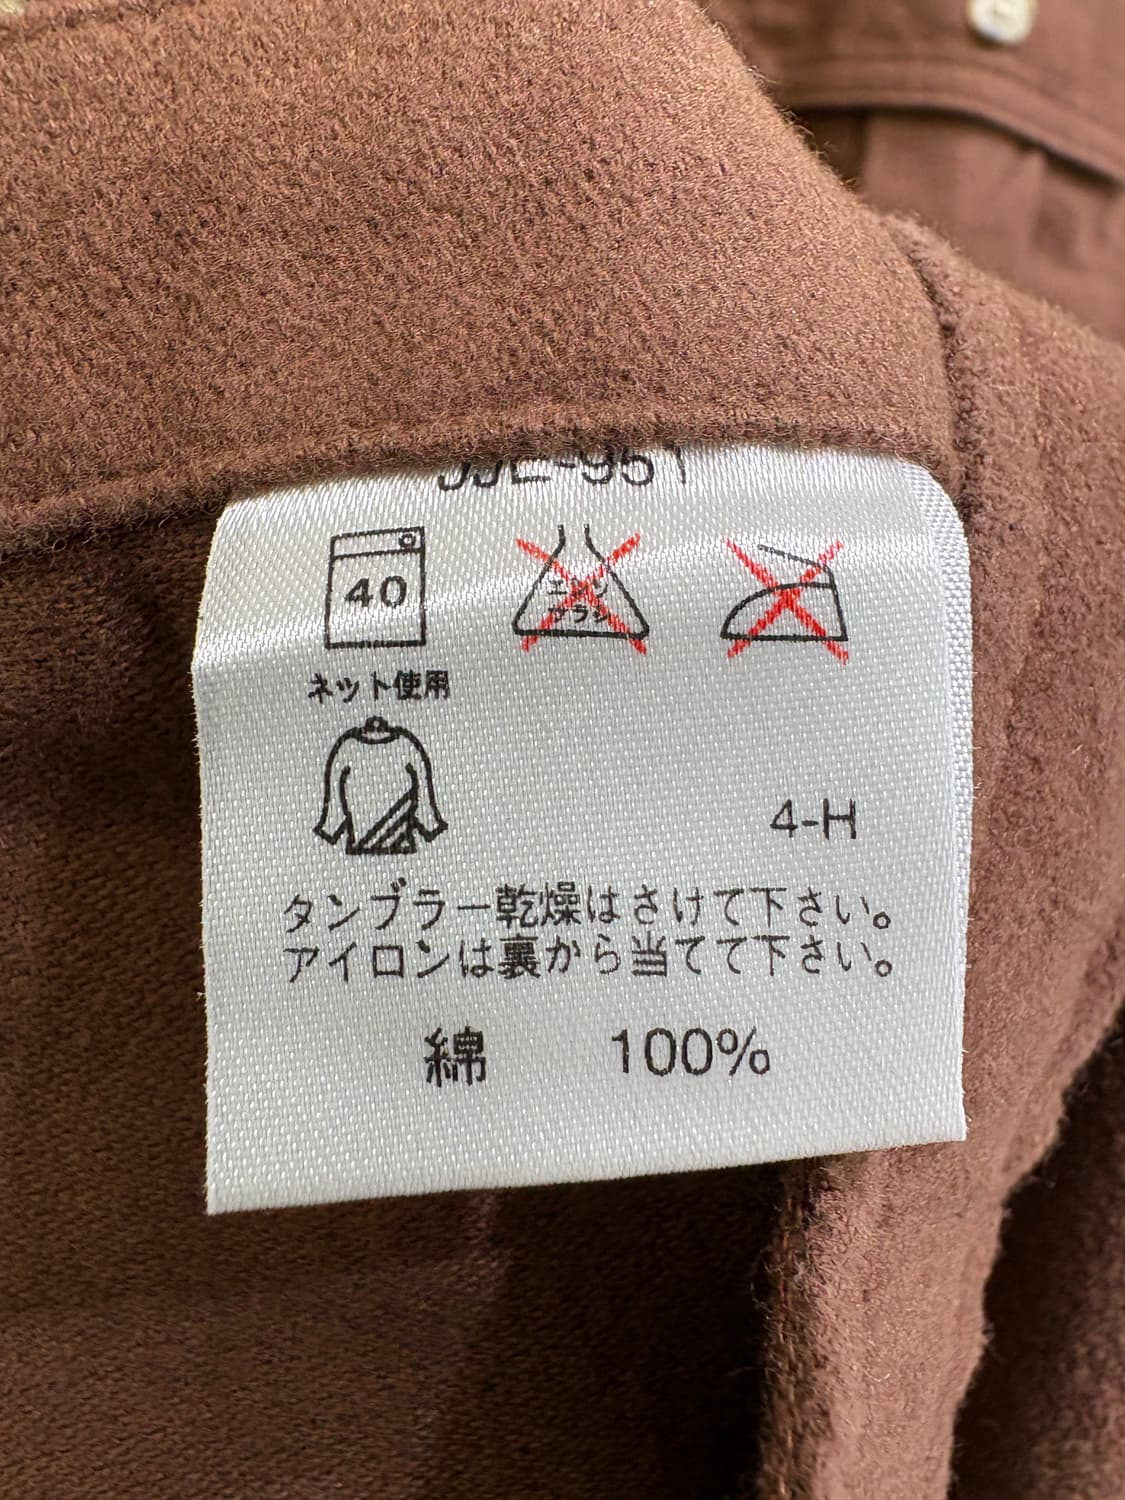 40
ネット使用
4-H
タンブラー乾燥はさけて下さい。
アイロンは裏から当てて下さい。
綿 100%